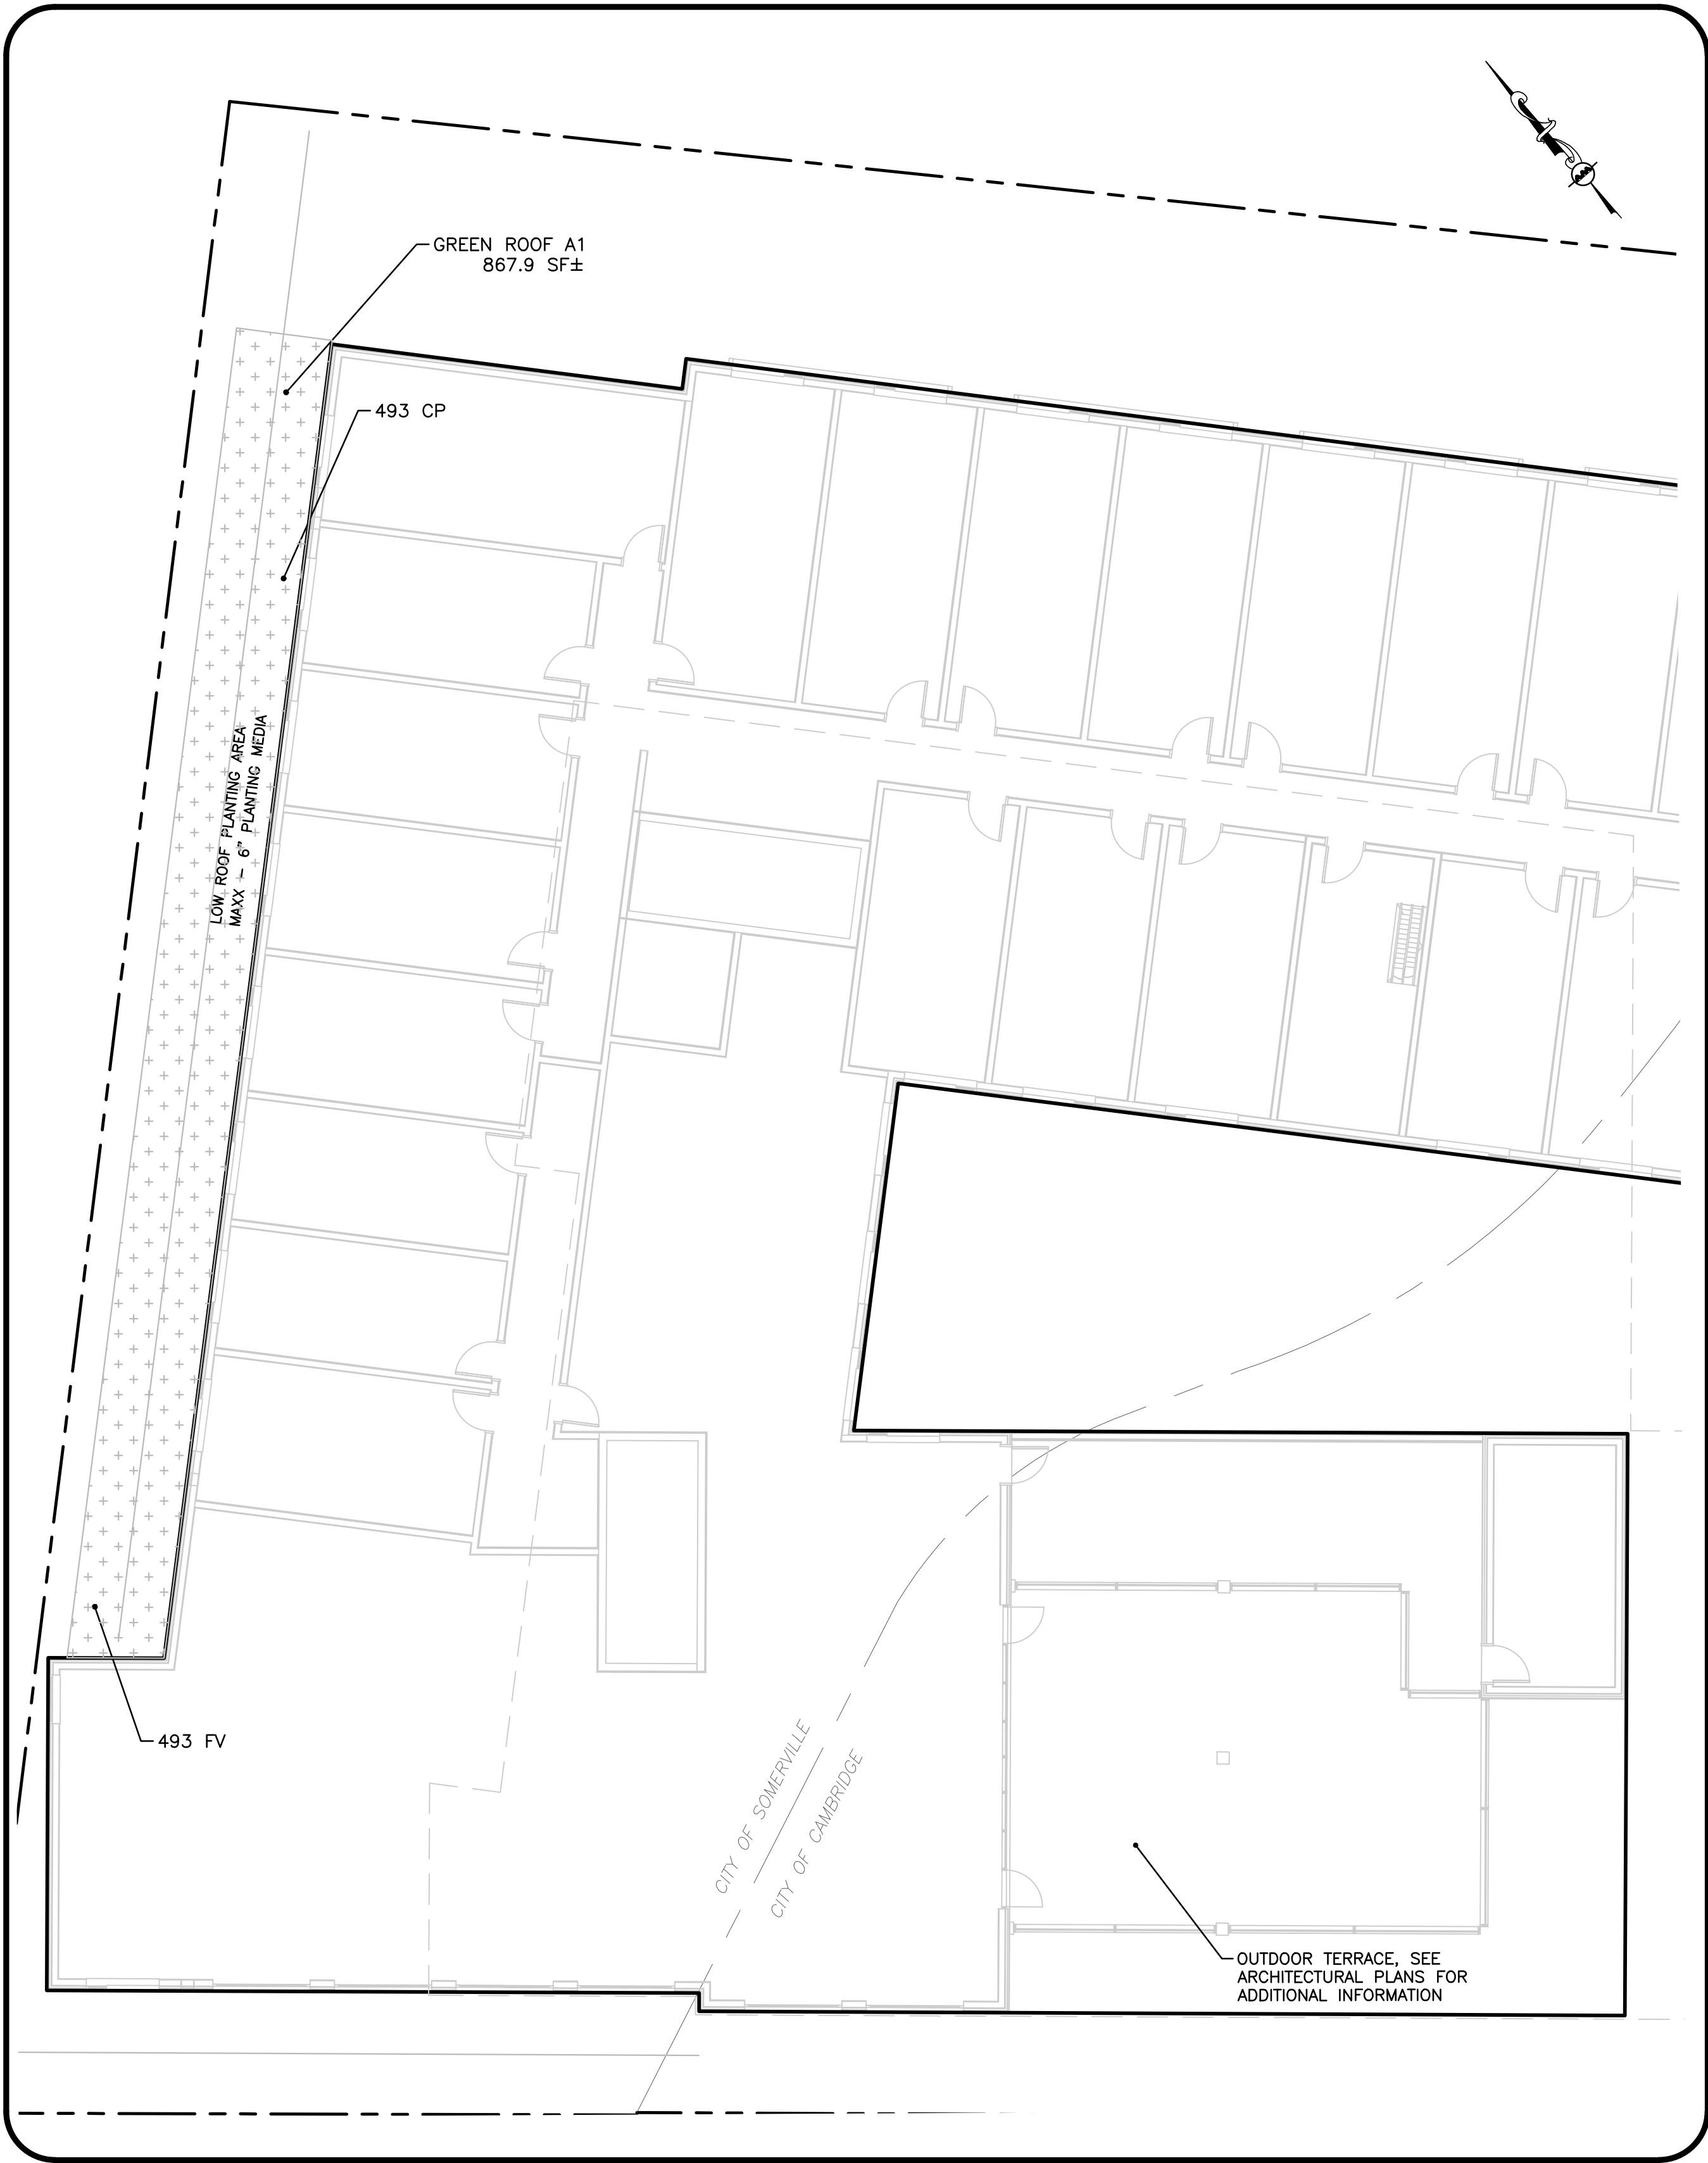 GREEN ROOF A1
867.9 SF±
493 CP
LOW ROOF PLANTING AREA
MAXX - 6" PLANTING MEDIA
493 FV
CITY OF SOMERVILLE
CITY OF CAMBRIDGE
OUTDOOR TERRACE, SEE
ARCHITECTURAL PLANS FOR
ADDITIONAL INFORMATION